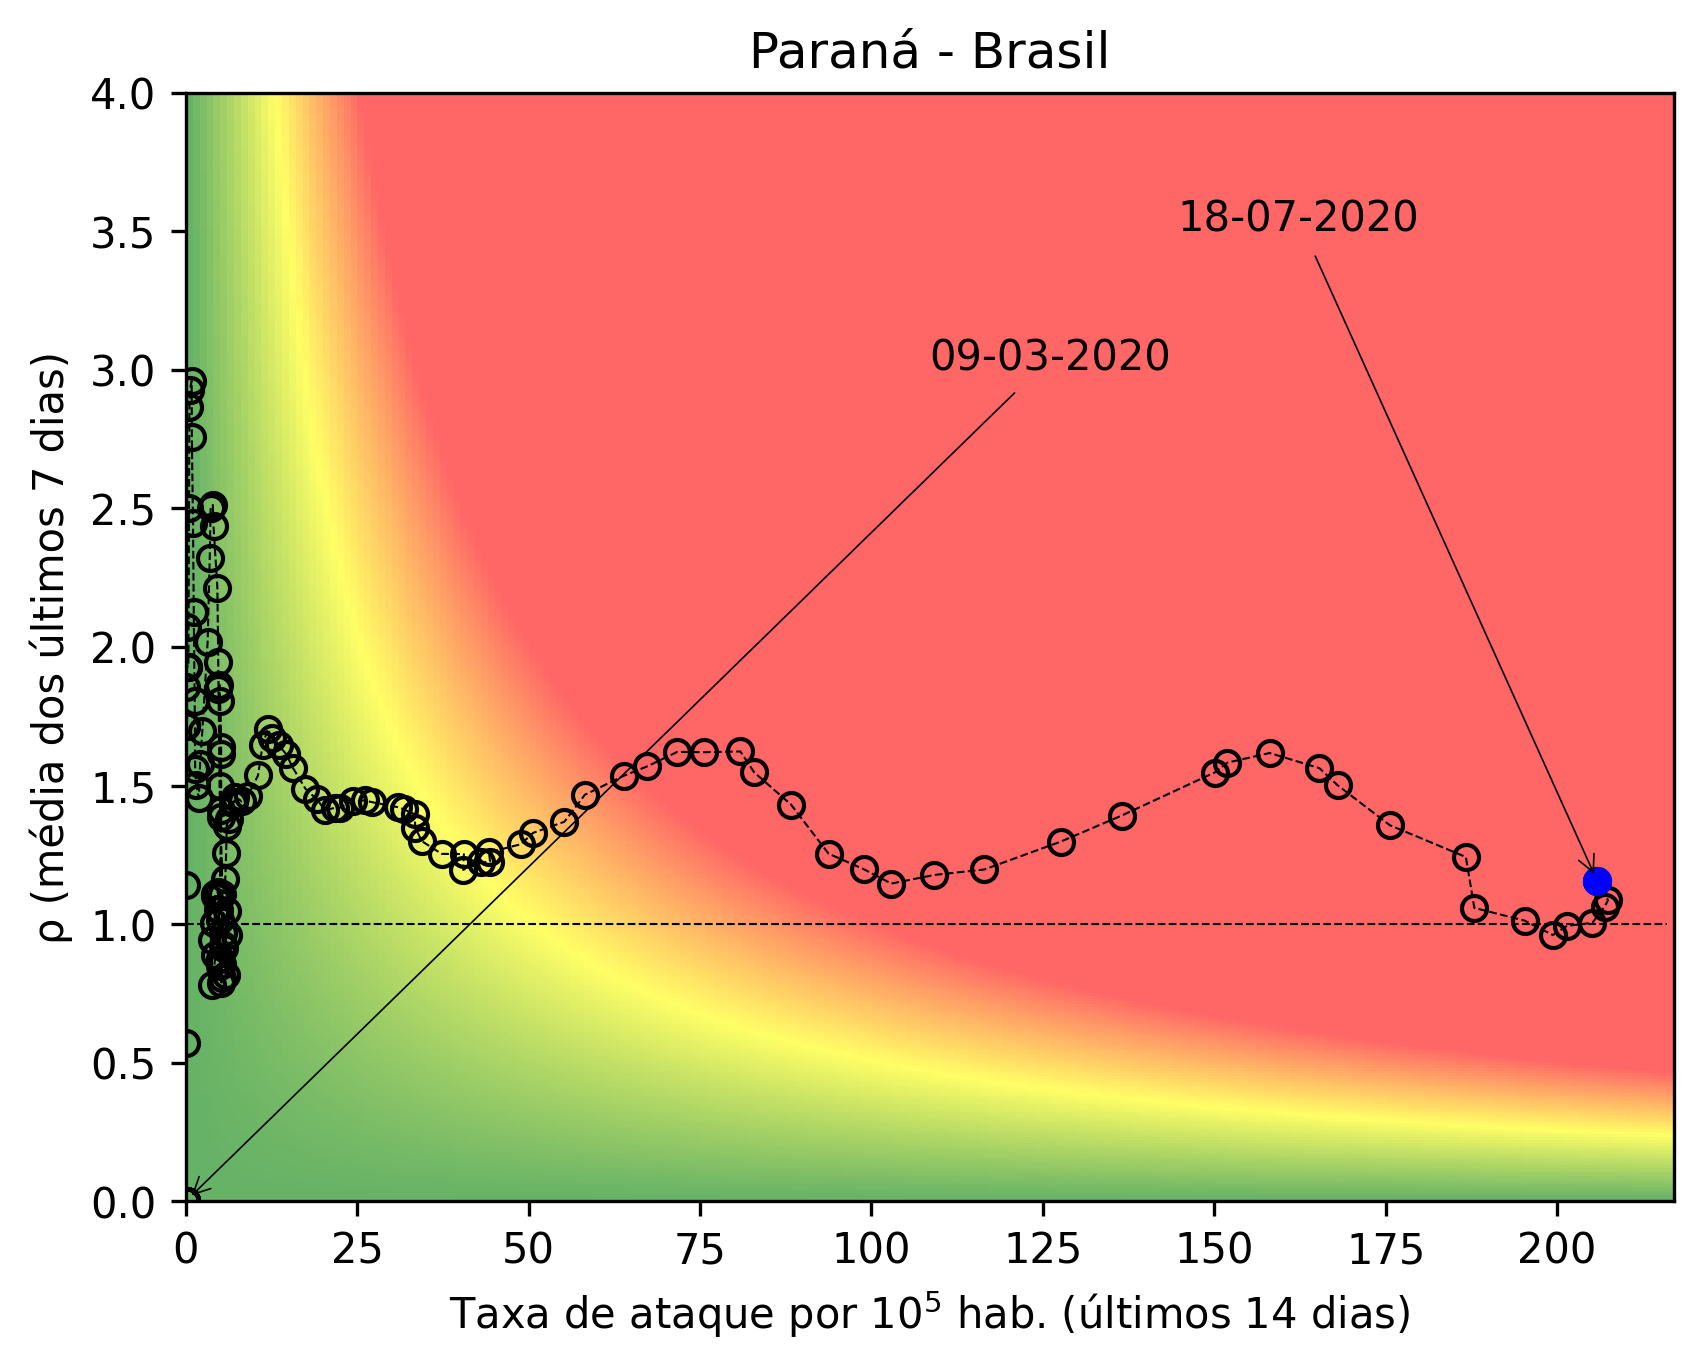 Paraná - Brasil
4.0
3.5
3.0
2.5
2.0
1.5
1.0
0.5
0.0
ρ (média dos últimos 7 dias)
18-07-2020
09-03-2020
0 25 50 75 100 125 150 175 200
Taxa de ataque por 10⁵ hab. (últimos 14 dias)